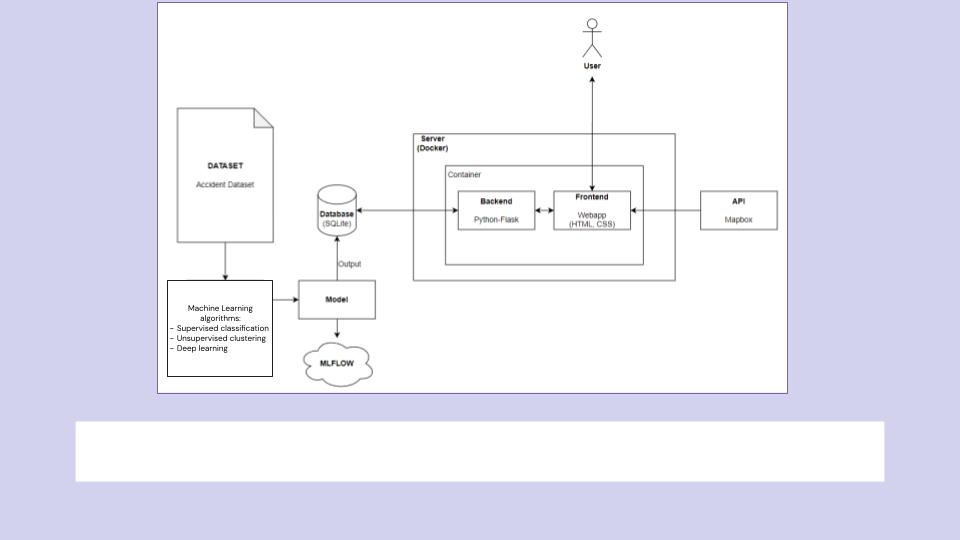 User
Server
(Docker)
DATASET
Accident Dataset
Container
Backend
Python-Flask
Frontend
Webapp
(HTML, CSS)
API
Mapbox
Database
(SQLite)
Output
Model
Machine Learning
algorithms:
- Supervised classification
- Unsupervised clustering
- Deep learning
MLFLOW